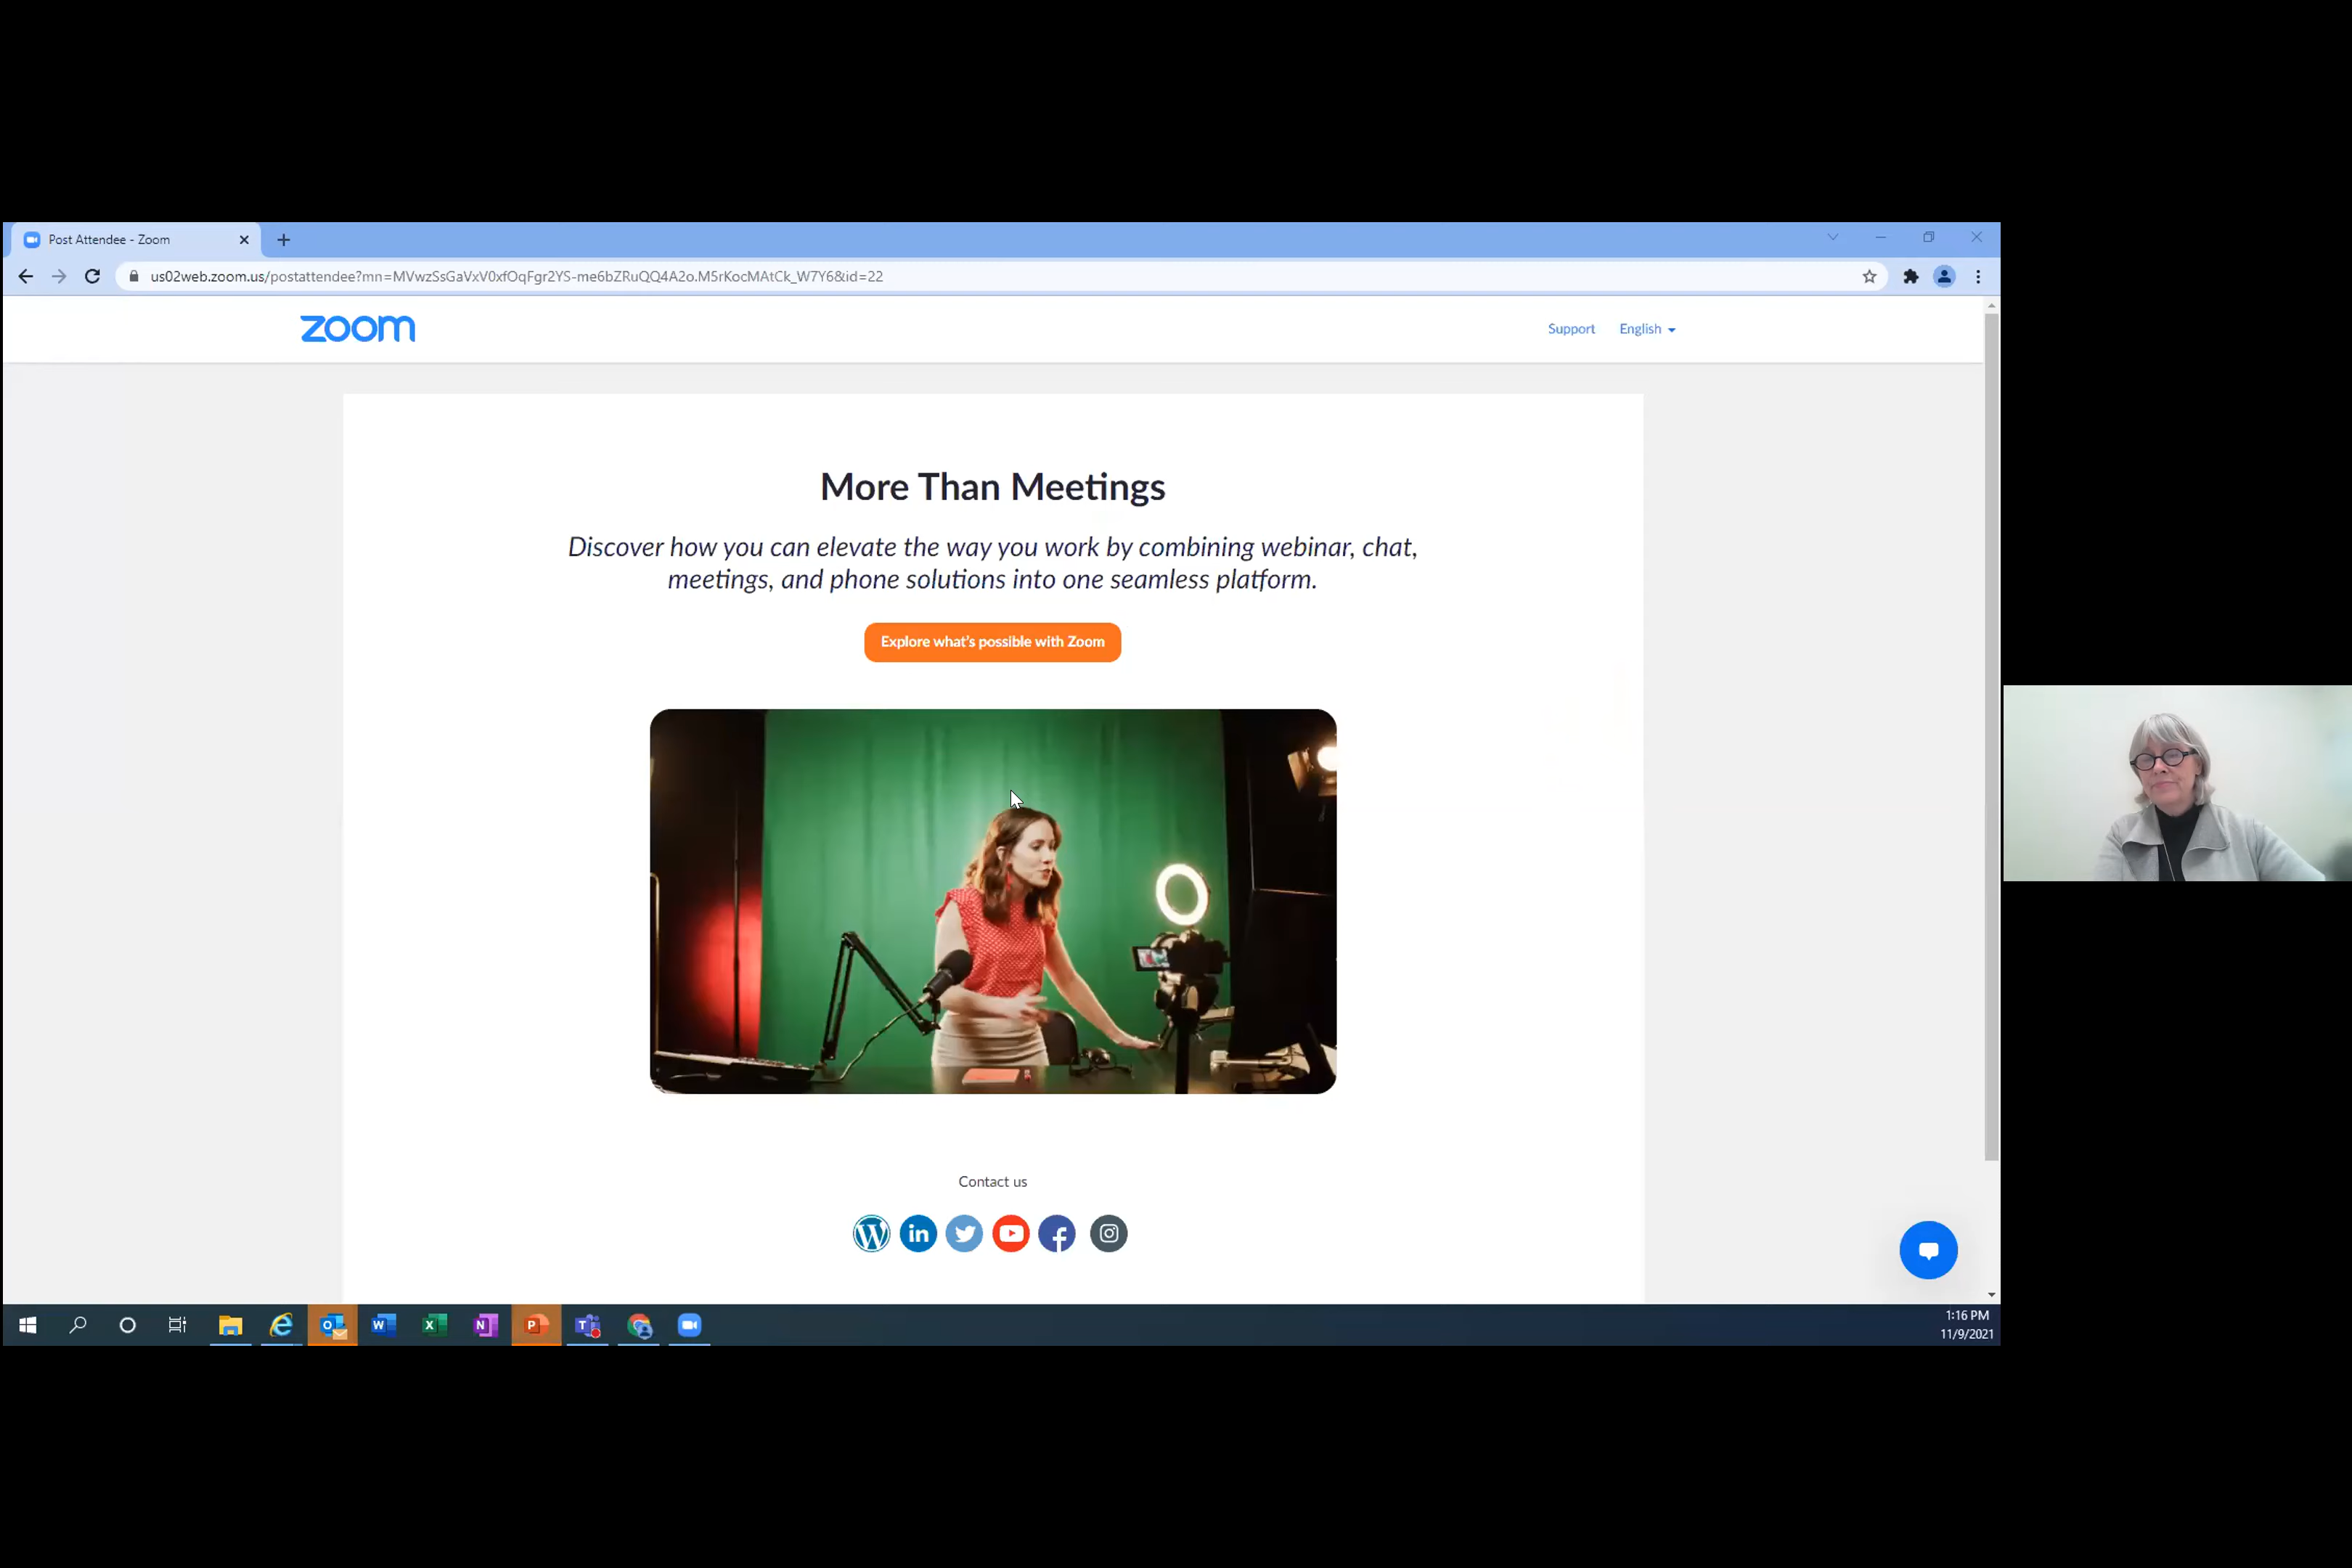 Post Attendee - Zoom
us02web.zoom.us/postattendee?mn=MVwzSsGaVxV0xfOqFgr2YS-me6bZRuQQ4A2o.M5rKocMAtCk_W7Y6&id=22
zoom
Support English
More Than Meetings
Discover how you can elevate the way you work by combining webinar, chat,
meetings, and phone solutions into one seamless platform.
Explore what's possible with Zoom
Contact us
1:16 PM
11/9/2021